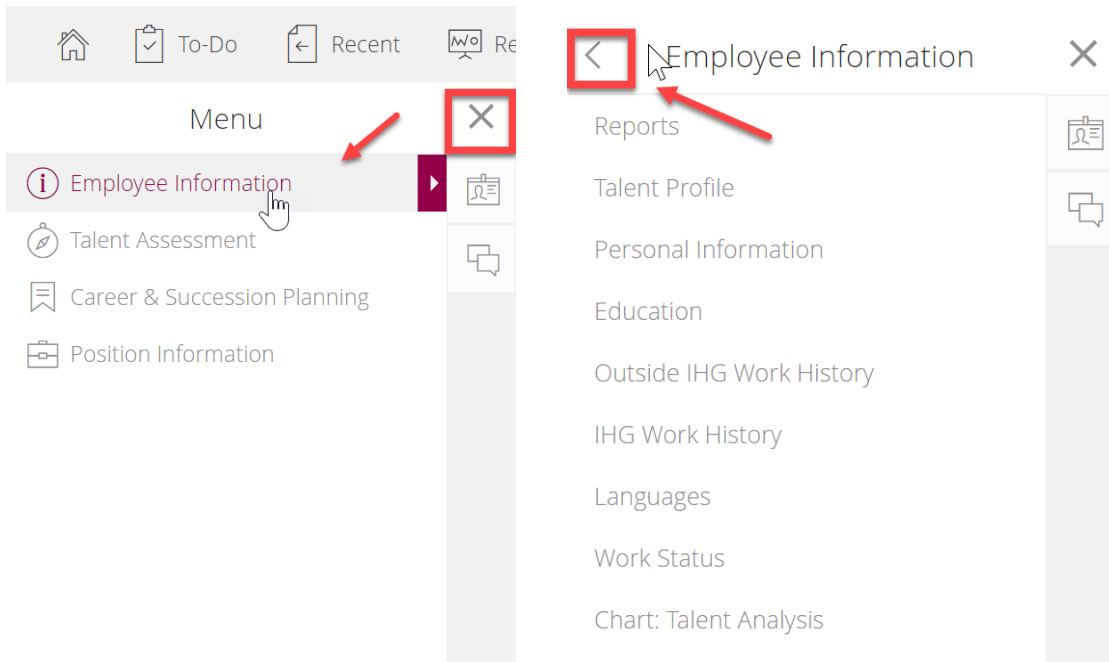 To-Do
Recent
Re
Menu
Employee Information
Talent Assessment
Career & Succession Planning
Position Information
Employee Information
Reports
Talent Profile
Personal Information
Education
Outside IHG Work History
IHG Work History
Languages
Work Status
Chart: Talent Analysis